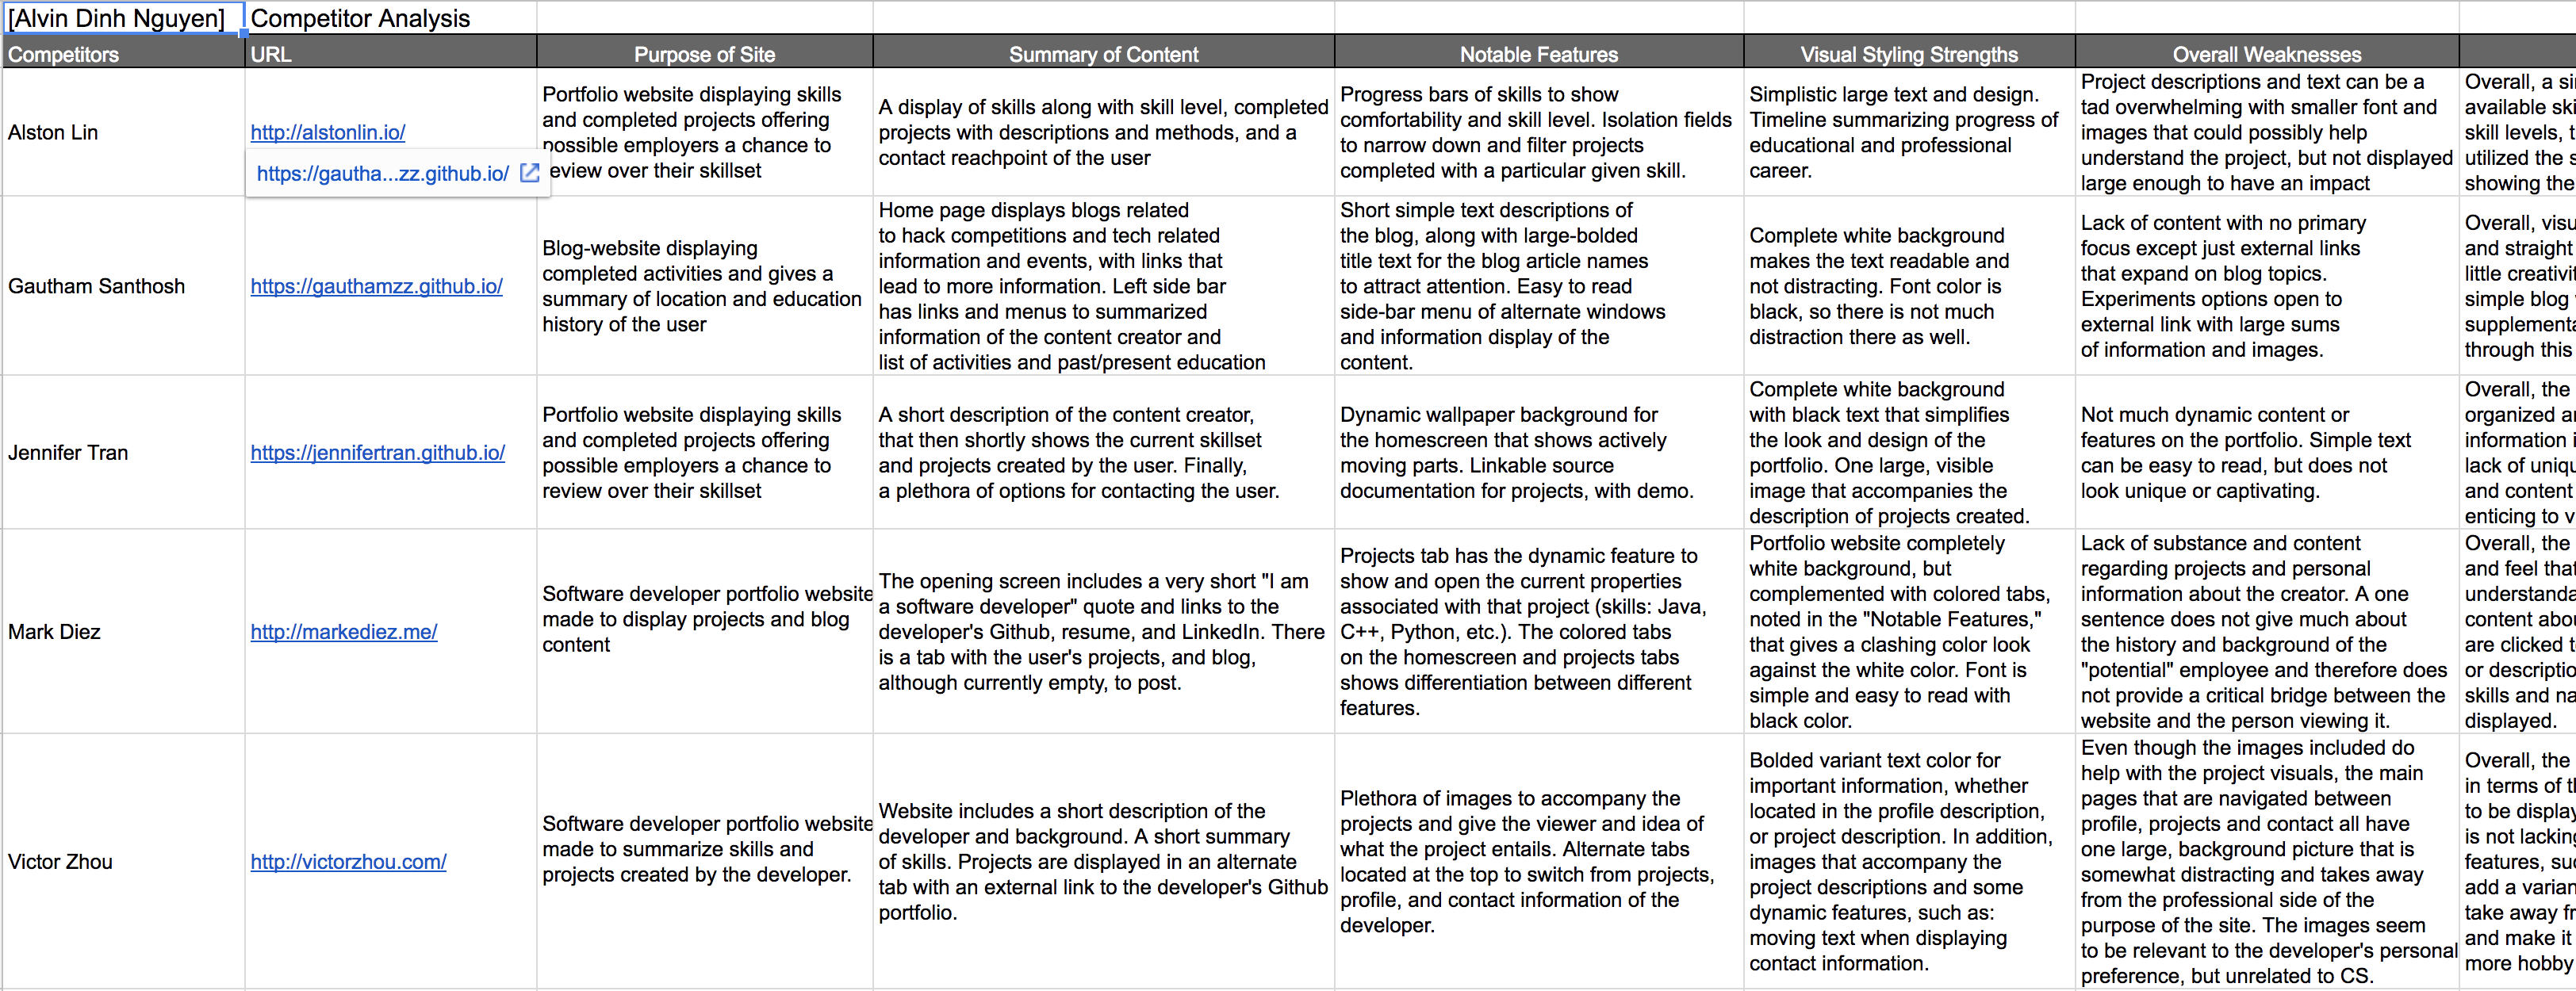 [Alvin Dinh Nguyen] Competitor Analysis
Competitors URL Purpose of Site Summary of Content Notable Features Visual Styling Strengths Overall Weaknesses
Alston Lin
http://alstonlin.io/
https://gautha...zz.github.io/
Portfolio website displaying skills
and completed projects offering
possible employers a chance to
eview over their skillset
A display of skills along with skill level, completed
projects with descriptions and methods, and a
contact reachpoint of the user
Progress bars of skills to show
comfortability and skill level. Isolation fields
to narrow down and filter projects
completed with a particular given skill.
Simplistic large text and design.
Timeline summarizing progress of
educational and professional
career.
Project descriptions and text can be a
tad overwhelming with smaller font and
images that could possibly help
understand the project, but not displayed
large enough to have an impact
Overall, a si
available ski
skill levels, t
utilized the s
showing the
Gautham Santhosh
https://gauthamzz.github.io/
Blog-website displaying
completed activities and gives a
summary of location and education
history of the user
Home page displays blogs related
to hack competitions and tech related
information and events, with links that
lead to more information. Left side bar
has links and menus to summarized
information of the content creator and
list of activities and past/present education
Short simple text descriptions of
the blog, along with large-bolded
title text for the blog article names
to attract attention. Easy to read
side-bar menu of alternate windows
and information display of the
content.
Complete white background
makes the text readable and
not distracting. Font color is
black, so there is not much
distraction there as well.
Lack of content with no primary
focus except just external links
that expand on blog topics.
Experiments options open to
external link with large sums
of information and images.
Overall, visu
and straight
little creativit
simple blog
supplementa
through this
Jennifer Tran
https://jennifertran.github.io/
Portfolio website displaying skills
and completed projects offering
possible employers a chance to
review over their skillset
A short description of the content creator,
that then shortly shows the current skillset
and projects created by the user. Finally,
a plethora of options for contacting the user.
Dynamic wallpaper background for
the homescreen that shows actively
moving parts. Linkable source
documentation for projects, with demo.
Complete white background
with black text that simplifies
the look and design of the
portfolio. One large, visible
image that accompanies the
description of projects created.
Not much dynamic content or
features on the portfolio. Simple text
can be easy to read, but does not
look unique or captivating.
Overall, the
organized a
information i
lack of uniqu
and content
enticing to v
Mark Diez
http://markediez.me/
Software developer portfolio website
made to display projects and blog
content
The opening screen includes a very short "I am
a software developer" quote and links to the
developer's Github, resume, and LinkedIn. There
is a tab with the user's projects, and blog,
although currently empty, to post.
Projects tab has the dynamic feature to
show and open the current properties
associated with that project (skills: Java,
C++, Python, etc.). The colored tabs
on the homescreen and projects tabs
shows differentiation between different
features.
Portfolio website completely
white background, but
complemented with colored tabs,
noted in the "Notable Features,"
that gives a clashing color look
against the white color. Font is
simple and easy to read with
black color.
Lack of substance and content
regarding projects and personal
information about the creator. A one
sentence does not give much about
the history and background of the
"potential" employee and therefore does
not provide a critical bridge between the
website and the person viewing it.
Overall, the
and feel that
understanda
content abou
are clicked t
or descriptio
skills and na
displayed.
Victor Zhou
http://victorzhou.com/
Software developer portfolio website
made to summarize skills and
projects created by the developer.
Website includes a short description of the
developer and background. A short summary
of skills. Projects are displayed in an alternate
tab with an external link to the developer's Github
portfolio.
Plethora of images to accompany the
projects and give the viewer and idea of
what the project entails. Alternate tabs
located at the top to switch from projects,
profile, and contact information of the
developer.
Bolded variant text color for
important information, whether
located in the profile description,
or project description. In addition,
images that accompany the
project descriptions and some
dynamic features, such as:
moving text when displaying
contact information.
Even though the images included do
help with the project visuals, the main
pages that are navigated between
profile, projects and contact all have
one large, background picture that is
somewhat distracting and takes away
from the professional side of the
purpose of the site. The images seem
to be relevant to the developer's personal
preference, but unrelated to CS.
Overall, the
in terms of t
to be display
is not lacking
features, suc
add a varian
take away fr
and make it
more hobby